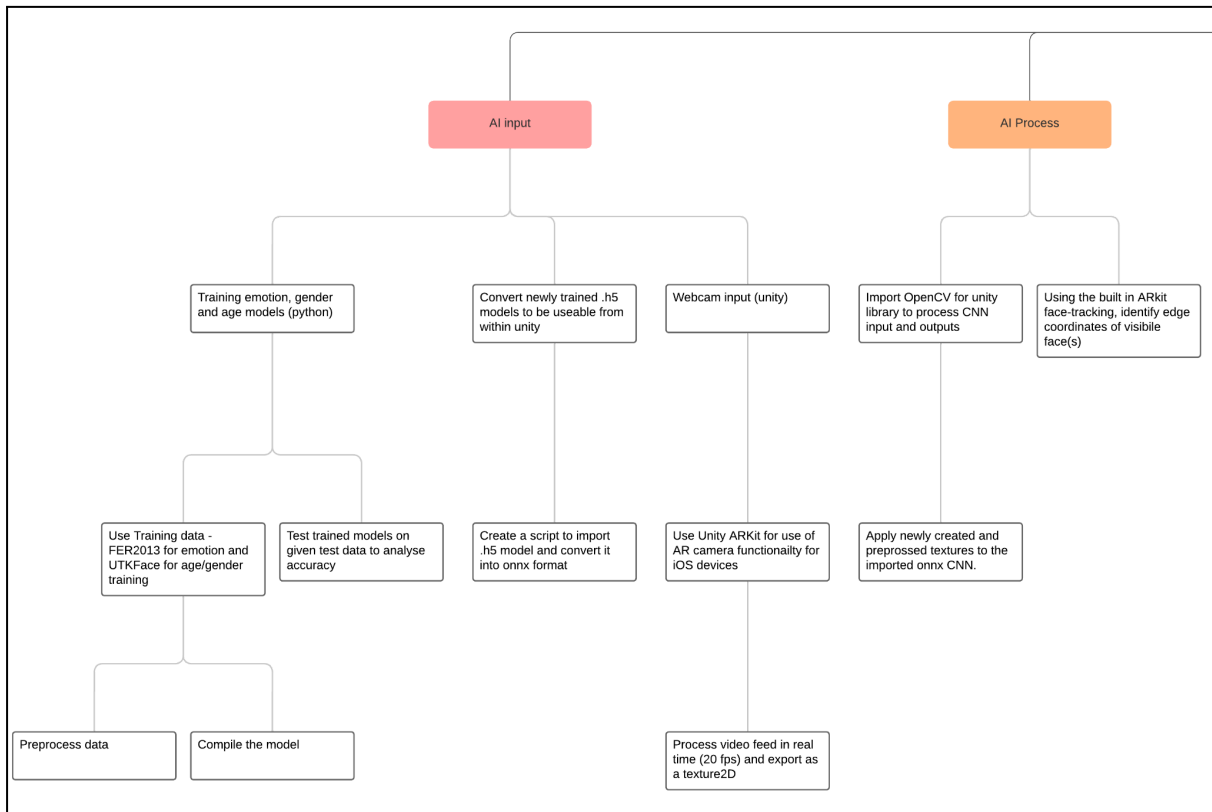 AI input
AI Process
Training emotion, gender
and age models (python)
Convert newly trained .h5
models to be useable from
within unity
Webcam input (unity)
Import OpenCV for unity
library to process CNN
input and outputs
Using the built in ARkit
face-tracking, identify edge
coordinates of visibile
face(s)
Use Training data -
FER2013 for emotion and
UTKFace for age/gender
training
Test trained models on
given test data to analyse
accuracy
Create a script to import
.h5 model and convert it
into onnx format
Use Unity ARKit for use of
AR camera functionailty for
iOS devices
Apply newly created and
preprossed textures to the
imported onnx CNN.
Preprocess data
Compile the model
Process video feed in real
time (20 fps) and export as
a texture2D